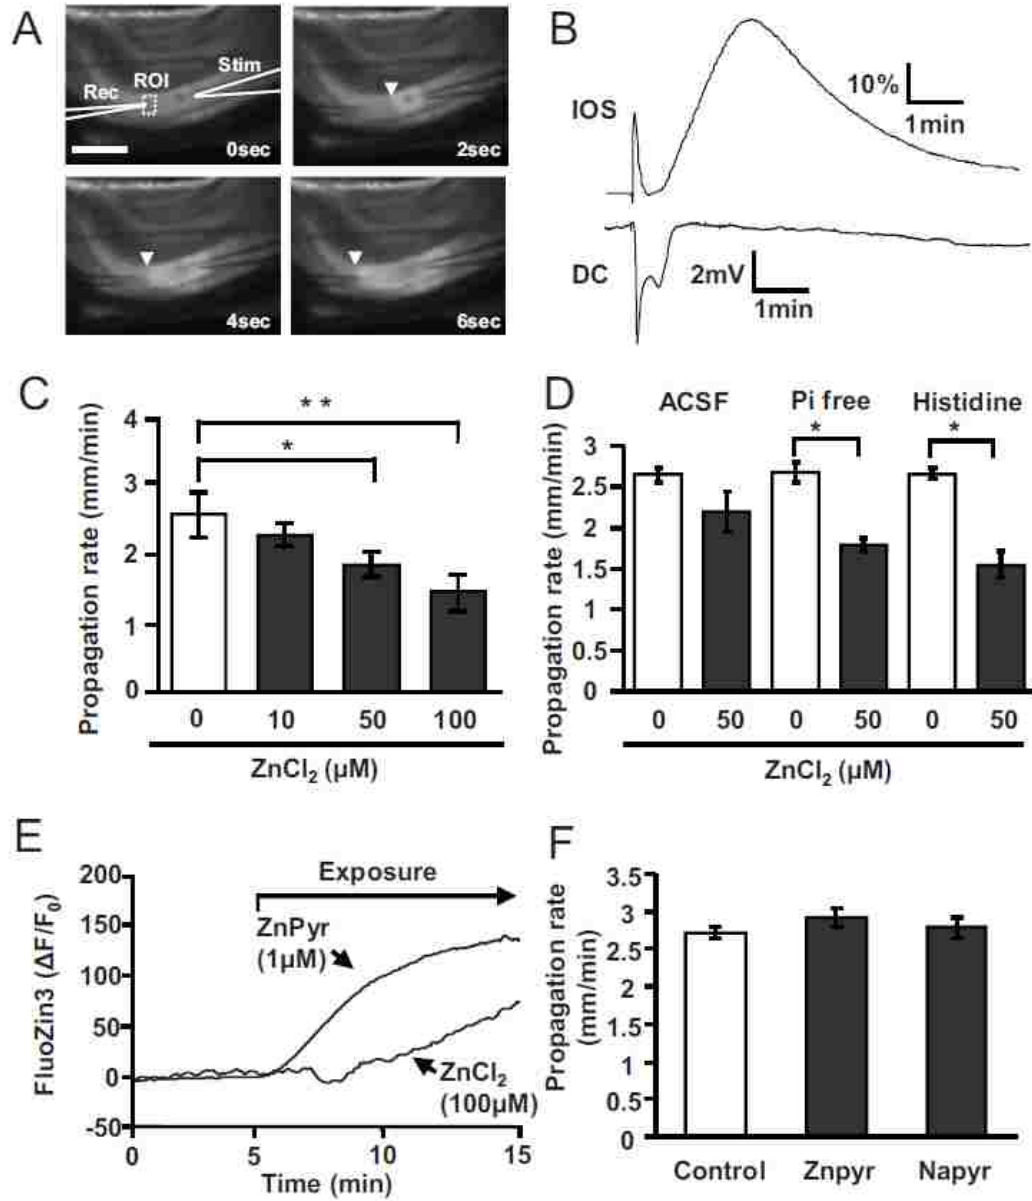 A
Rec
ROI
Stim
0sec
2sec
4sec
6sec
B
IOS
10%
1min
DC
2mV
1min
C
Propagation rate (mm/min)
4
3
2
1
0
* *
*
0 10 50 100
ZnCl2 (µM)
D
ACSF Pi free Histidine
* *
Propagation rate (mm/min)
3
2.5
2
1.5
1
0.5
0
0 50 0 50 0 50
ZnCl2 (µM)
E
FluoZin3 (ΔF/F0)
200
150
100
50
0
-50
Exposure
ZnPyr
(1µM)
ZnCl2
(100µM)
0 5 10 15
Time (min)
F
Propagation rate
(mm/min)
3.5
3
2.5
2
1.5
1
0.5
0
Control Znpyr Napyr